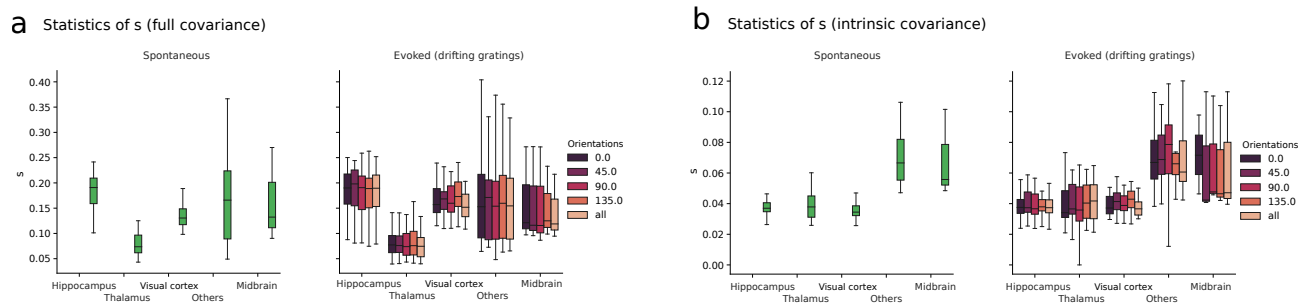 a Statistics of s (full covariance)
Spontaneous
Evoked (drifting gratings)
s
0.40
0.35
0.30
0.25
0.20
0.15
0.10
0.05
Hippocampus Visual cortex Midbrain
Thalamus Others
Hippocampus Visual cortex Midbrain
Thalamus Others
Orientations
0.0
45.0
90.0
135.0
all
b Statistics of s (intrinsic covariance)
Spontaneous
Evoked (drifting gratings)
s
0.12
0.10
0.08
0.06
0.04
0.02
0.00
Hippocampus Visual cortex Midbrain
Thalamus Others
Hippocampus Visual cortex Midbrain
Thalamus Others
Orientations
0.0
45.0
90.0
135.0
all